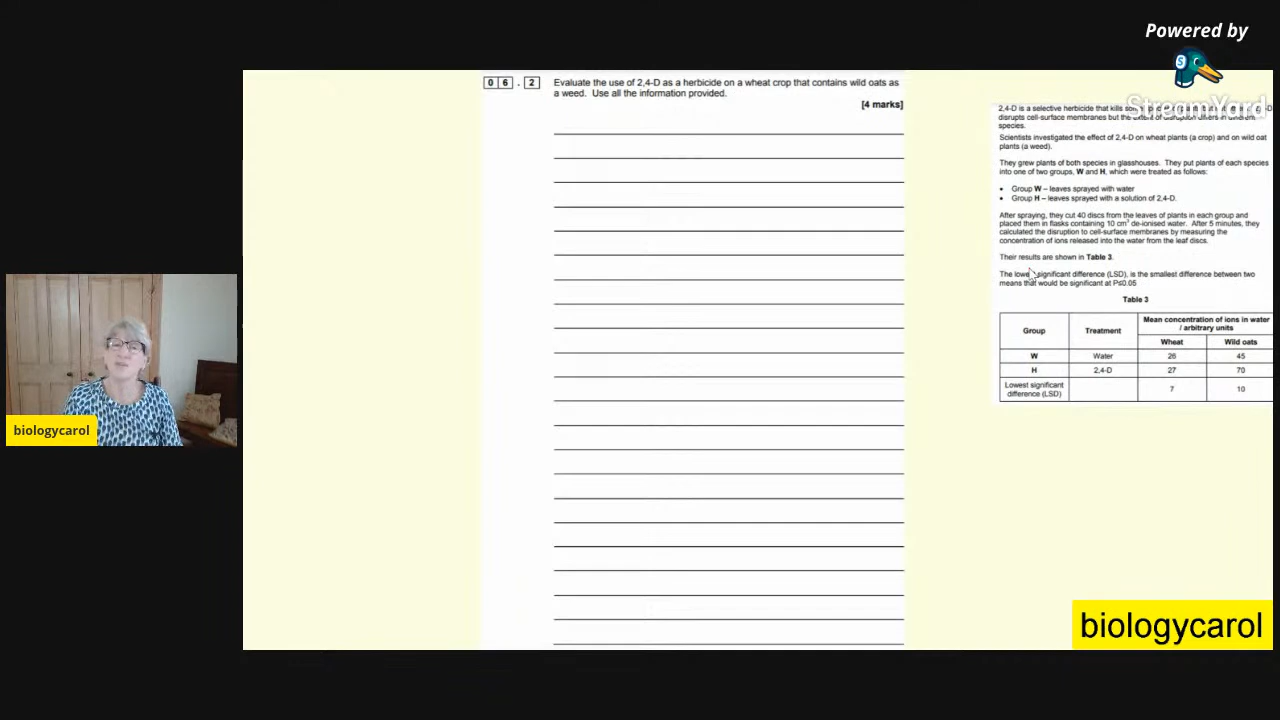 Powered by
StreamYard
0 6 . 2 Evaluate the use of 2,4-D as a herbicide on a wheat crop that contains wild oats as
a weed. Use all the information provided.
[4 marks]
2,4-D is a selective herbicide that kills some
disrupts cell-surface membranes but the extent of disruption differs in different
species.
Scientists investigated the effect of 2,4-D on wheat plants (a crop) and on wild oat
plants (a weed).
They grew plants of both species in glasshouses. They put plants of each species
into one of two groups, W and H, which were treated as follows:
• Group W – leaves sprayed with water
• Group H – leaves sprayed with a solution of 2,4-D.
After spraying, they cut 40 discs from the leaves of plants in each group and
placed them in flasks containing 10 cm³ de-ionised water. After 5 minutes, they
calculated the disruption to cell-surface membranes by measuring the
concentration of ions released into the water from the leaf discs.
Their results are shown in Table 3.
The lowest significant difference (LSD), is the smallest difference between two
means that would be significant at P≤0.05
Table 3
Group Treatment Mean concentration of ions in water
/ arbitrary units
Wheat Wild oats
W Water 26 45
H 2,4-D 27 70
Lowest significant
difference (LSD) 7 10
biologycarol
biologycarol